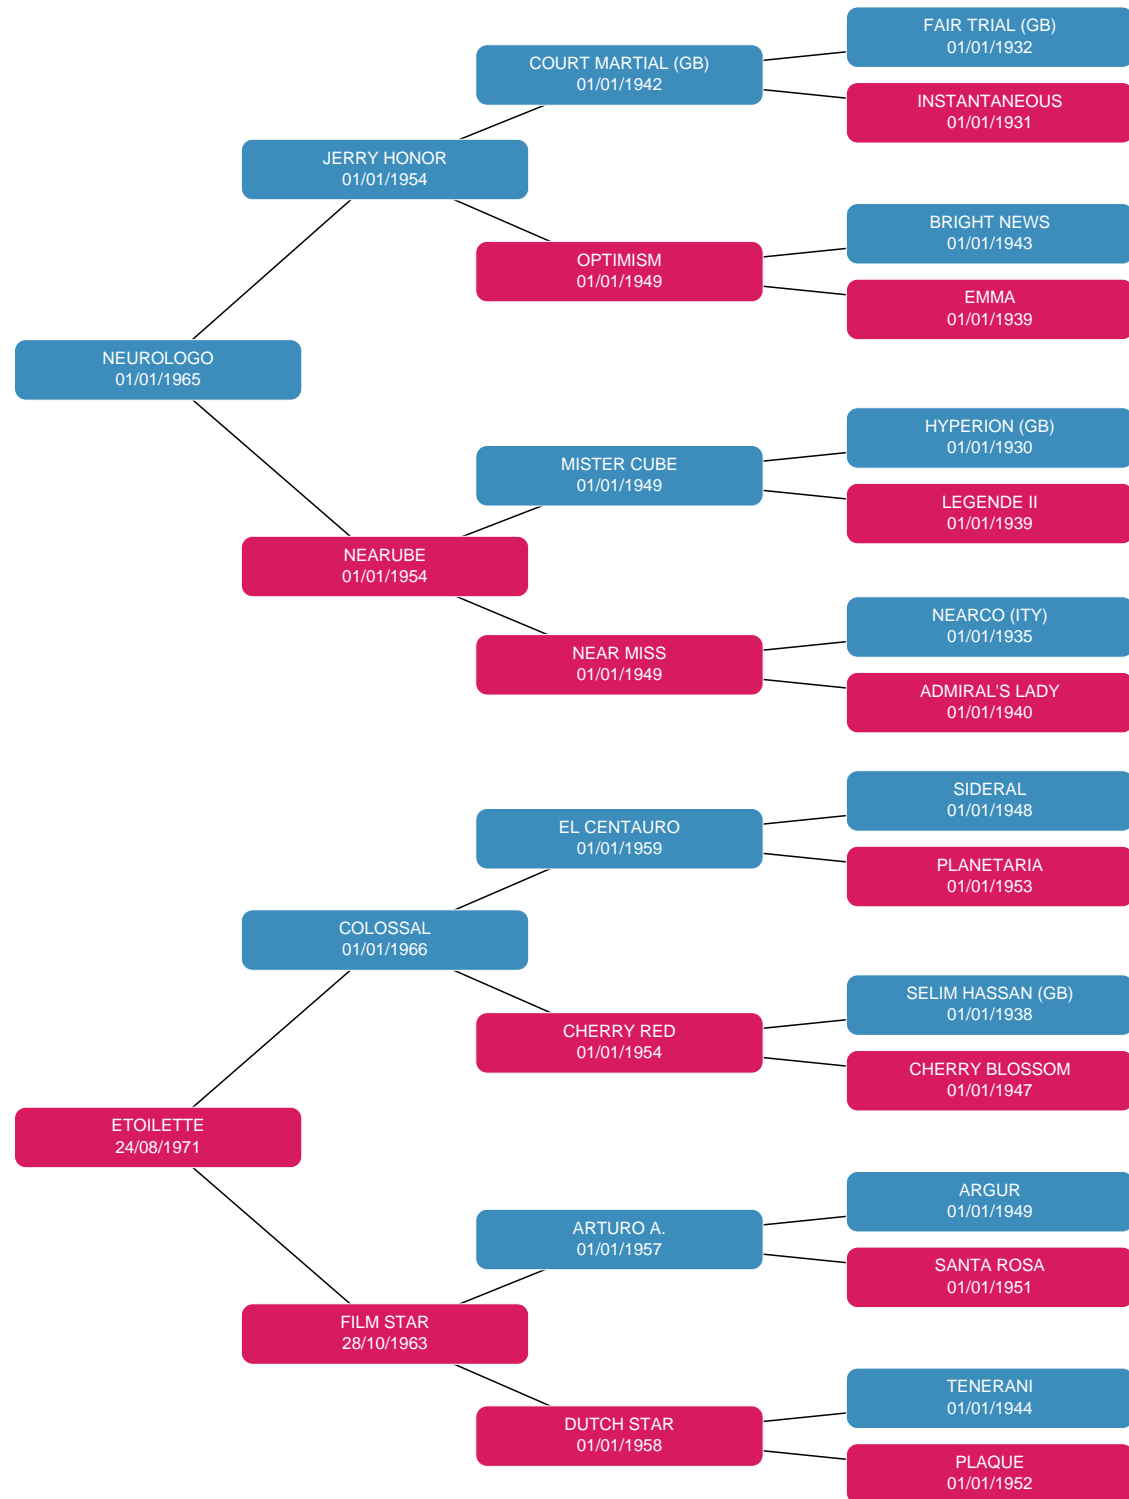 FAIR TRIAL (GB)
01/01/1932
COURT MARTIAL (GB)
01/01/1942
INSTANTANEOUS
01/01/1931
JERRY HONOR
01/01/1954
BRIGHT NEWS
01/01/1943
OPTIMISM
01/01/1949
EMMA
01/01/1939
NEUROLOGO
01/01/1965
HYPERION (GB)
01/01/1930
MISTER CUBE
01/01/1949
LEGENDE II
01/01/1939
NEARUBE
01/01/1954
NEARCO (ITY)
01/01/1935
NEAR MISS
01/01/1949
ADMIRAL'S LADY
01/01/1940
SIDERAL
01/01/1948
EL CENTAURO
01/01/1959
PLANETARIA
01/01/1953
COLOSSAL
01/01/1966
SELIM HASSAN (GB)
01/01/1938
CHERRY RED
01/01/1954
CHERRY BLOSSOM
01/01/1947
ETOILETTE
24/08/1971
ARGUR
01/01/1949
ARTURO A.
01/01/1957
SANTA ROSA
01/01/1951
FILM STAR
28/10/1963
TENERANI
01/01/1944
DUTCH STAR
01/01/1958
PLAQUE
01/01/1952